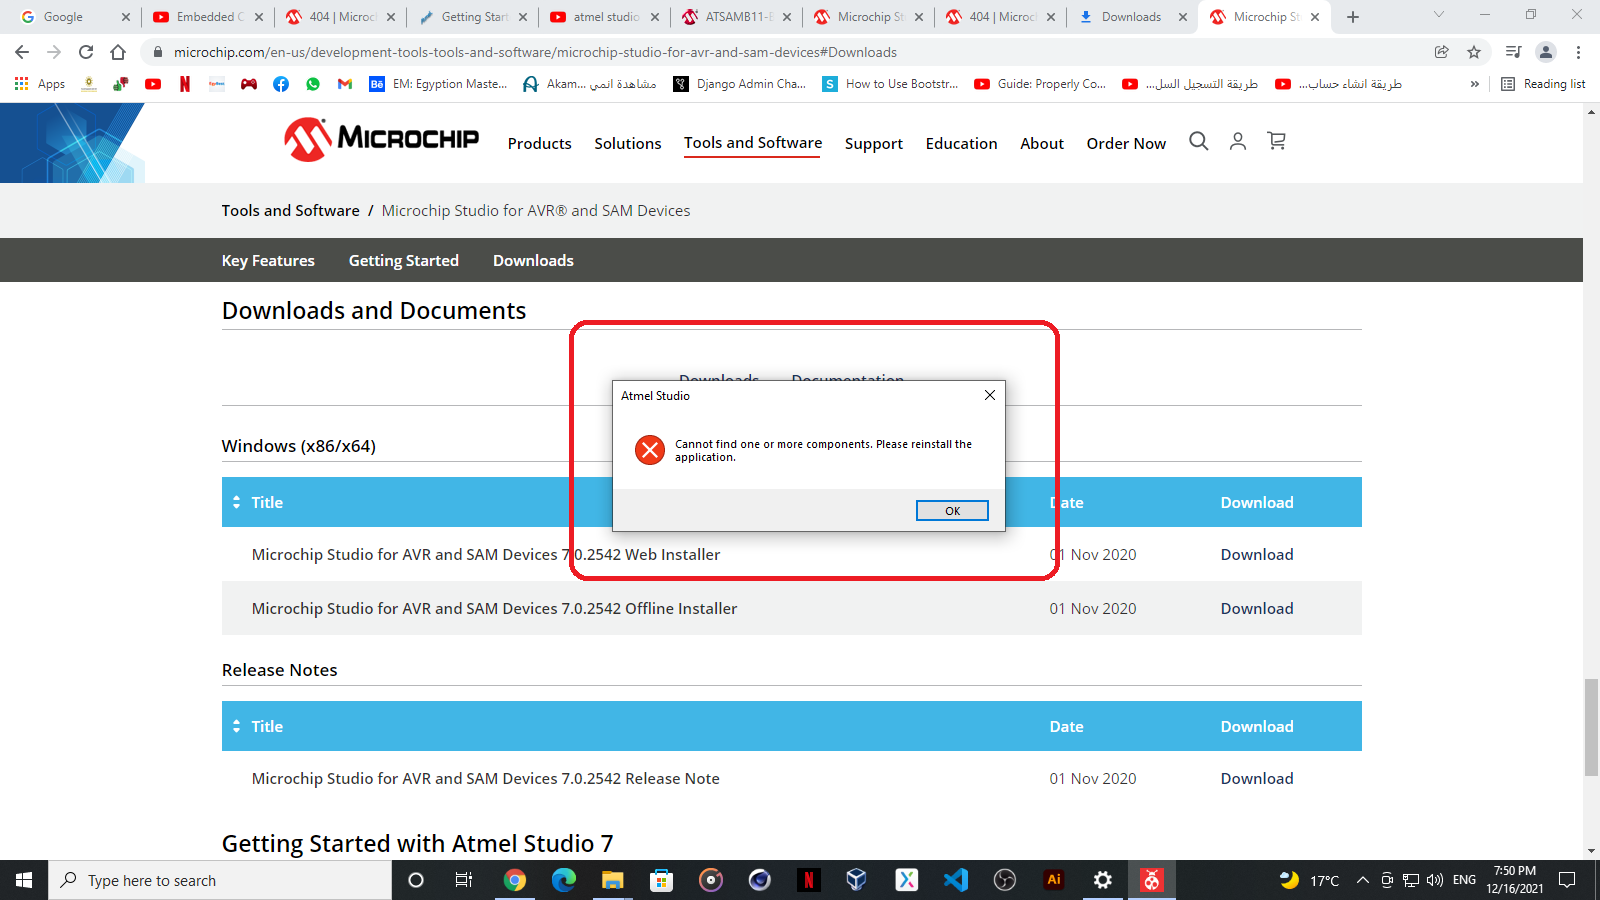 Google
Embedded C
404 | Microcl
Getting Start
atmel studio
ATSAMB11-E
Microchip St
404 | Microcl
Downloads
Microchip St
microchip.com/en-us/development-tools-tools-and-software/microchip-studio-for-avr-and-sam-devices#Downloads
Apps
EM: Egyption Maste...
مشاهدة انمي Akam...
Django Admin Cha...
How to Use Bootstr...
Guide: Properly Co...
طريقة التسجيل السل...
طريقة انشاء حساب...
»
Reading list
MICROCHIP
Products
Solutions
Tools and Software
Support
Education
About
Order Now
Tools and Software / Microchip Studio for AVR® and SAM Devices
Key Features
Getting Started
Downloads
Downloads and Documents
Downloads
Documentation
Atmel Studio
Cannot find one or more components. Please reinstall the
application.
OK
Windows (x86/x64)
Title
Date
Download
Microchip Studio for AVR and SAM Devices 7.0.2542 Web Installer
01 Nov 2020
Download
Microchip Studio for AVR and SAM Devices 7.0.2542 Offline Installer
01 Nov 2020
Download
Release Notes
Title
Date
Download
Microchip Studio for AVR and SAM Devices 7.0.2542 Release Note
01 Nov 2020
Download
Getting Started with Atmel Studio 7
Type here to search
Ai
17°C
ENG
7:50 PM
12/16/2021